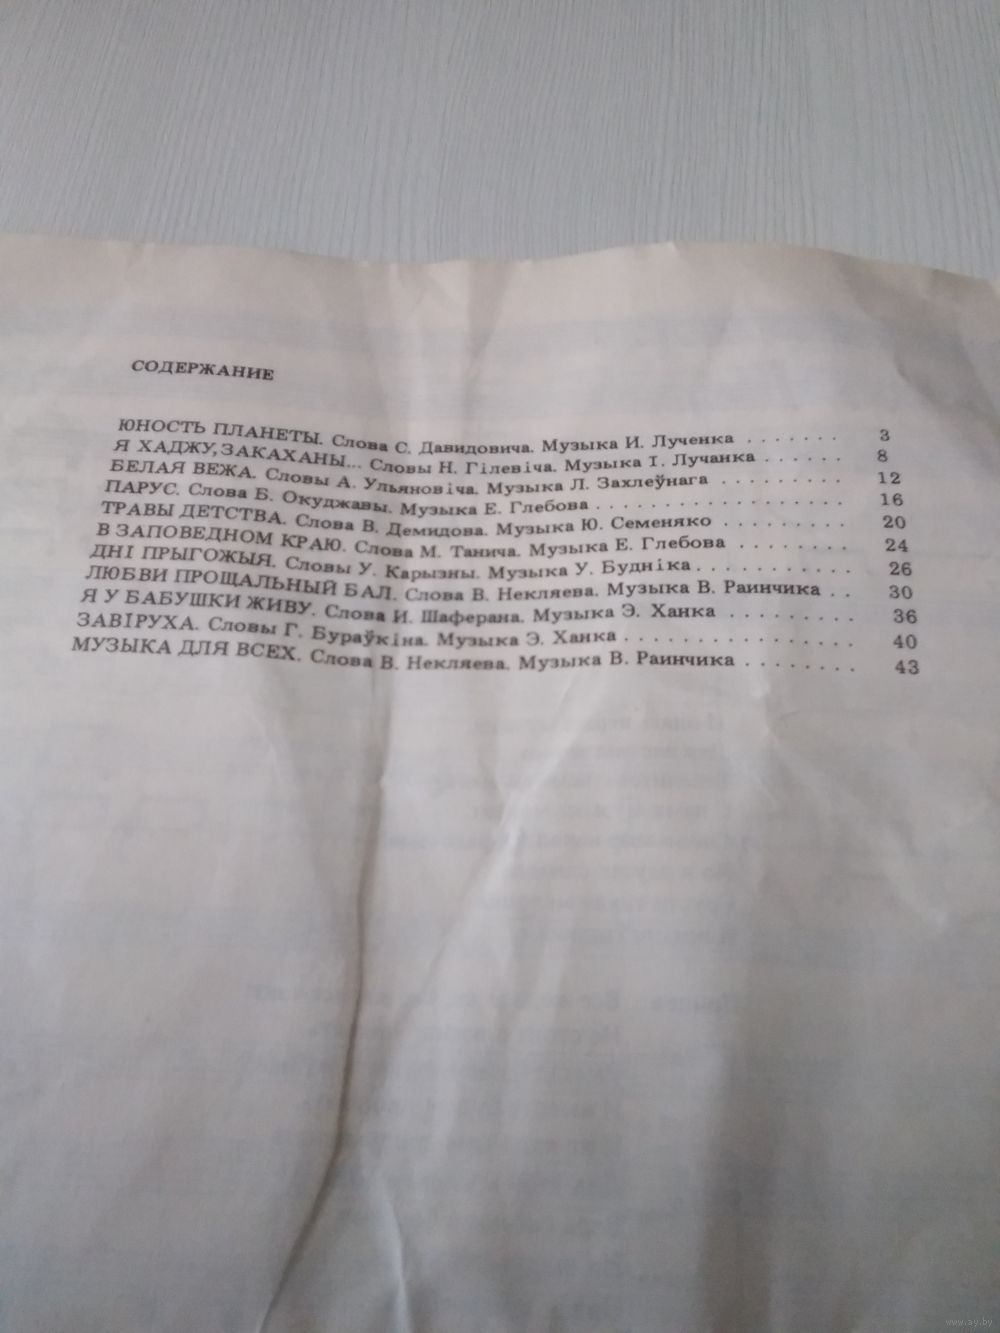 СОДЕРЖАНИЕ
ЮНОСТЬ ПЛАНЕТЫ. Слова С. Давидовича. Музыка И. Лученка . . . . . . . 3
Я ХАДЖУ, ЗАКАХАНЫ... Словы Н. Гілевіча. Музыка І. Лучанка . . . . . . 8
БЕЛАЯ ВЕЖА. Словы А. Ульяновіча. Музыка Л. Захлеўнага . . . . . . . . . 12
ПАРУС. Слова Б. Окуджавы. Музыка Е. Глебова . . . . . . . . . . . . . . . . . . 16
ТРАВЫ ДЕТСТВА. Слова В. Демидова. Музыка Ю. Семеняко . . . . . . . . . 20
В ЗАПОВЕДНОМ КРАЮ. Слова М. Танича. Музыка Е. Глебова . . . . . . . . 24
ДНІ ПРЫГОЖЫЯ. Словы У. Карызны. Музыка У. Будніка . . . . . . . . . . . . 26
ЛЮБВИ ПРОЩАЛЬНЫЙ БАЛ. Слова В. Некляева. Музыка В. Раинчика . . 30
Я У БАБУШКИ ЖИВУ. Слова И. Шаферана. Музыка Э. Ханка . . . . . . . . . 36
ЗАВІРУХА. Словы Г. Бураўкіна. Музыка Э. Ханка . . . . . . . . . . . . . . . . 40
МУЗЫКА ДЛЯ ВСЕХ. Слова В. Некляева. Музыка В. Раинчика . . . . . . . . 43
www.ay.by